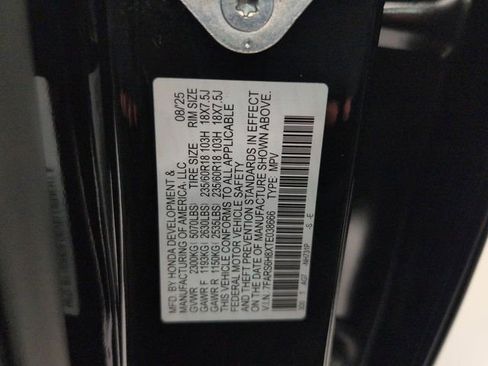 MFD. BY HONDA DEVELOPMENT & 08/25
MANUFACTURING OF AMERICA, LLC
TIRE SIZE RIM SIZE
GVWR 2300KG( 5070LBS)
GAWR F 1193KG( 2630LBS) 235/60R18 103H 18X7.5J
GAWR R 1150KG( 2535LBS) 235/60R18 103H 18X7.5J
THIS VEHICLE CONFORMS TO ALL APPLICABLE
FEDERAL MOTOR VEHICLE SAFETY
AND THEFT PREVENTION STANDARDS IN EFFECT
ON THE DATE OF MANUFACTURE SHOWN ABOVE.
V.I.N. 7FARS6H8XTE038666 TYPE: MPV
-S -E